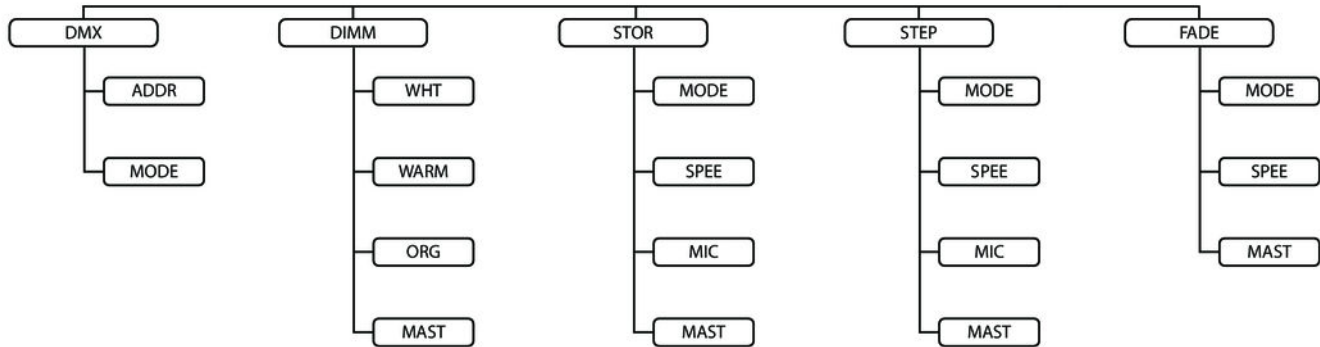 DMX DIMM STOR STEP FADE
ADDR WHT MODE MODE MODE
MODE WARM SPEE SPEE SPEE
ORG MIC MIC MAST
MAST MAST MAST